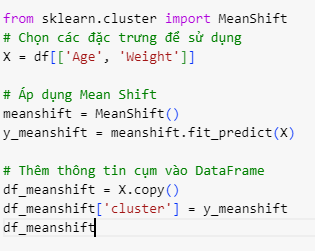 from sklearn.cluster import MeanShift
# Chọn các đặc trưng để sử dụng
X = df[['Age', 'Weight']]
# Áp dụng Mean Shift
meanshift = MeanShift()
y_meanshift = meanshift.fit_predict(X)
# Thêm thông tin cụm vào DataFrame
df_meanshift = X.copy()
df_meanshift['cluster'] = y_meanshift
df_meanshift